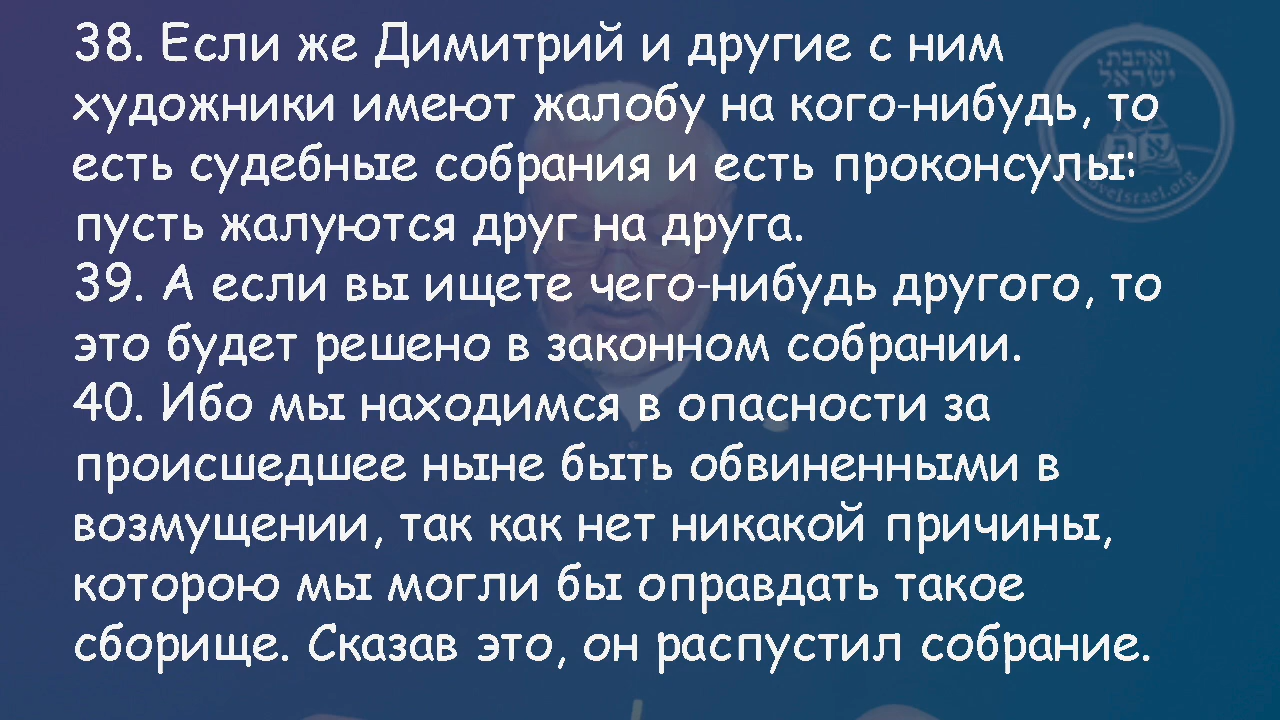 38. Если же Димитрий и другие с ним
художники имеют жалобу на кого-нибудь, то
есть судебные собрания и есть проконсулы:
пусть жалуются друг на друга.
39. А если вы ищете чего-нибудь другого, то
это будет решено в законном собрании.
40. Ибо мы находимся в опасности за
происшедшее ныне быть обвиненными в
возмущении, так как нет никакой причины,
которою мы могли бы оправдать такое
сборище. Сказав это, он распустил собрание.
ואהבת
ישראל
את